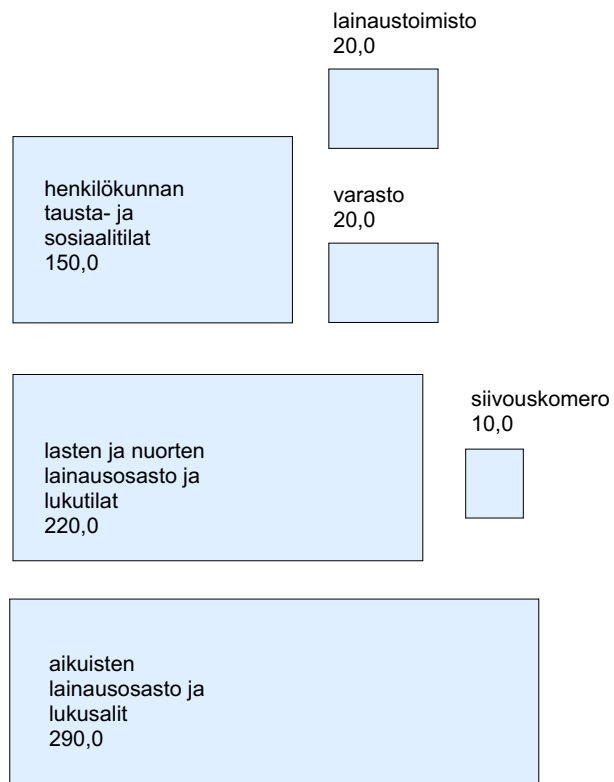 lainaustoimisto
20,0
henkilökunnan
tausta- ja
sosiaalitilat
150,0
varasto
20,0
lasten ja nuorten
lainausosasto ja
lukutilat
220,0
siivouskomero
10,0
aikuisten
lainausosasto ja
lukusalit
290,0